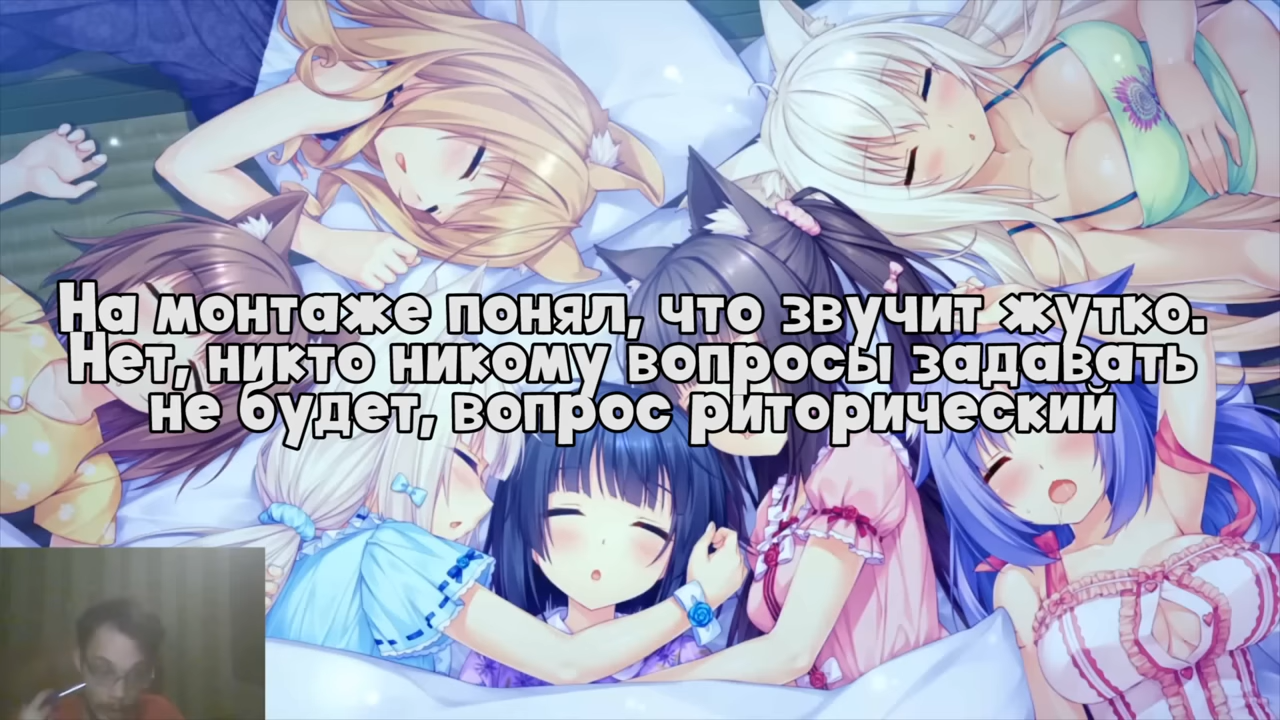 На монтаже понял, что звучит жутко.
Нет, никто никому вопросы задавать
не будет, вопрос риторический